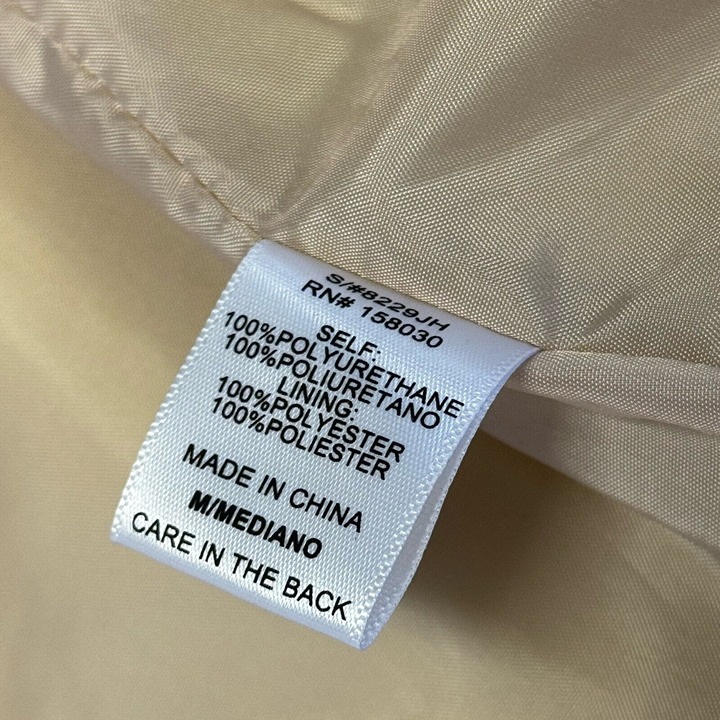 S/#8229JH
RN# 158030
SELF:
100%POLYURETHANE
100%POLIURETANO
LINING:
100%POLYESTER
100%POLIESTER
MADE IN CHINA
M/MEDIANO
CARE IN THE BACK